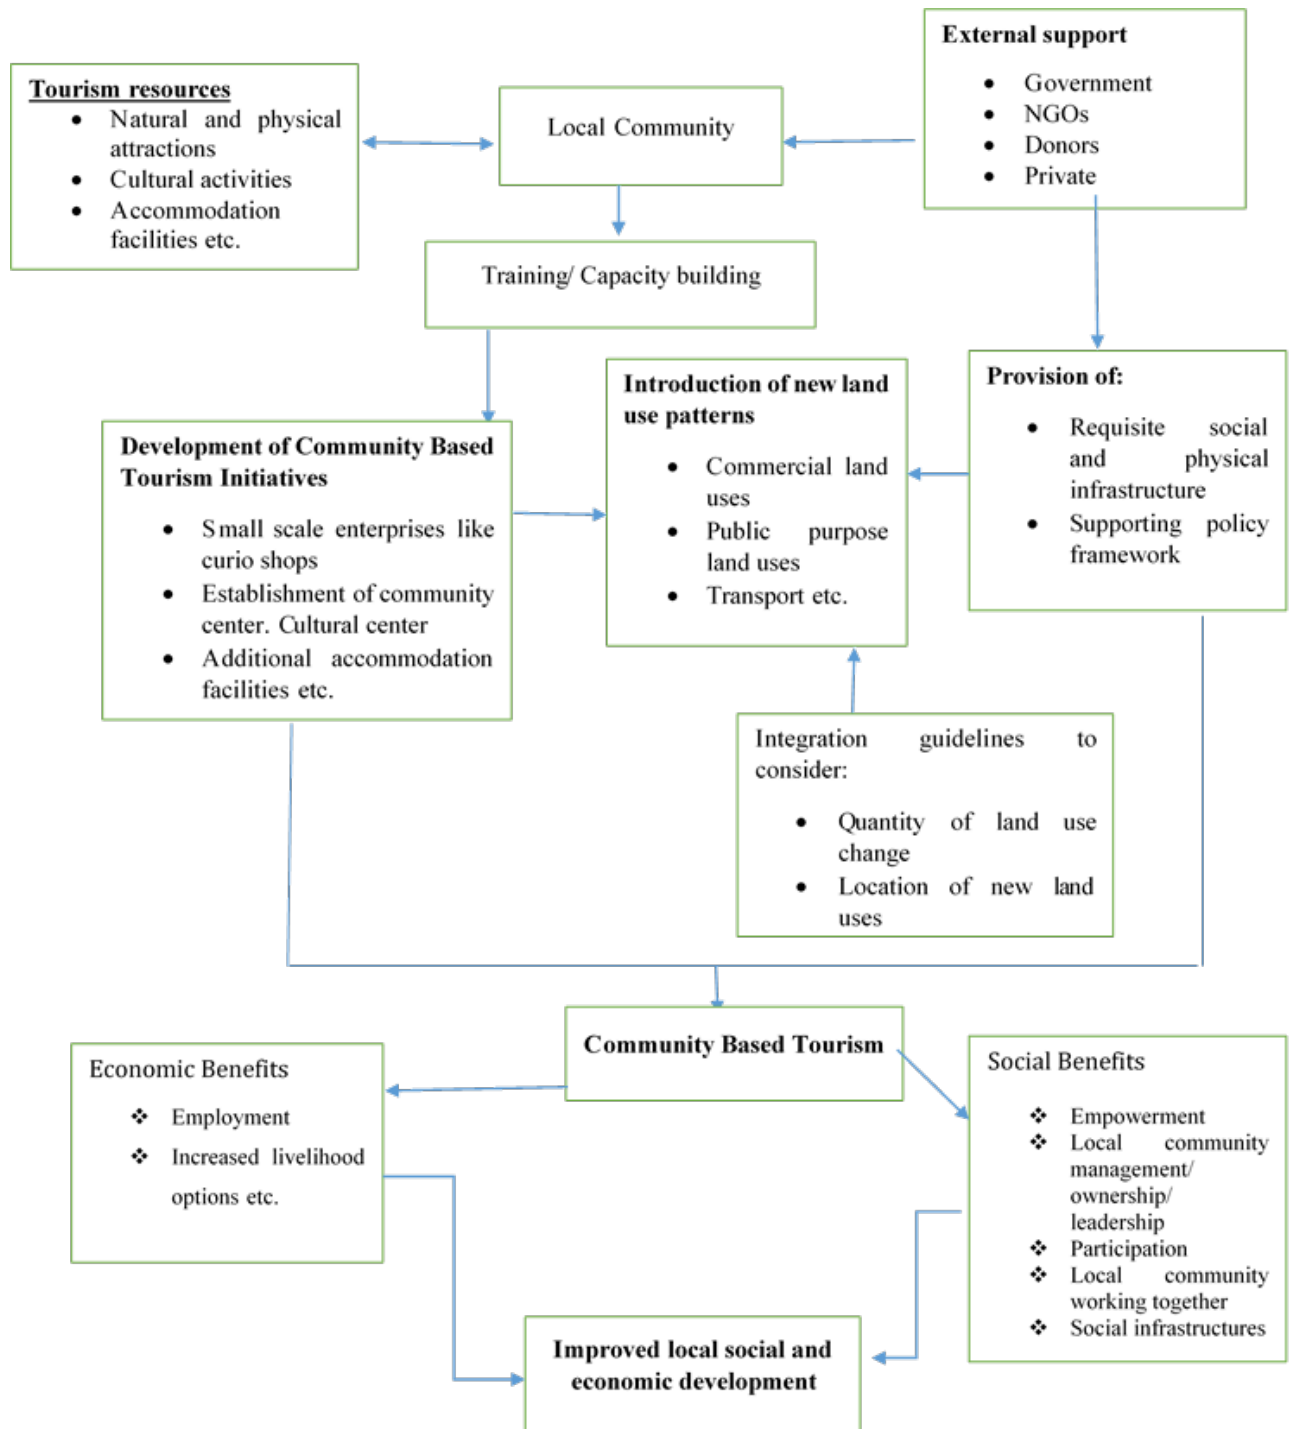 External support
• Government
• NGOs
• Donors
• Private
Tourism resources
• Natural and physical
attractions
• Cultural activities
• Accommodation
facilities etc.
Local Community
Training/ Capacity building
Introduction of new land
use patterns
• Commercial land
uses
• Public purpose
land uses
• Transport etc.
Provision of:
• Requisite social
and physical
infrastructure
• Supporting policy
framework
Development of Community Based
Tourism Initiatives
• Small scale enterprises like
curio shops
• Establishment of community
center. Cultural center
• Additional accommodation
facilities etc.
Integration guidelines to
consider:
• Quantity of land use
change
• Location of new land
uses
Community Based Tourism
Economic Benefits
❖ Employment
❖ Increased livelihood
options etc.
Social Benefits
❖ Empowerment
❖ Local community
management/
ownership/
leadership
❖ Participation
❖ Local community
working together
❖ Social infrastructures
Improved local social and
economic development